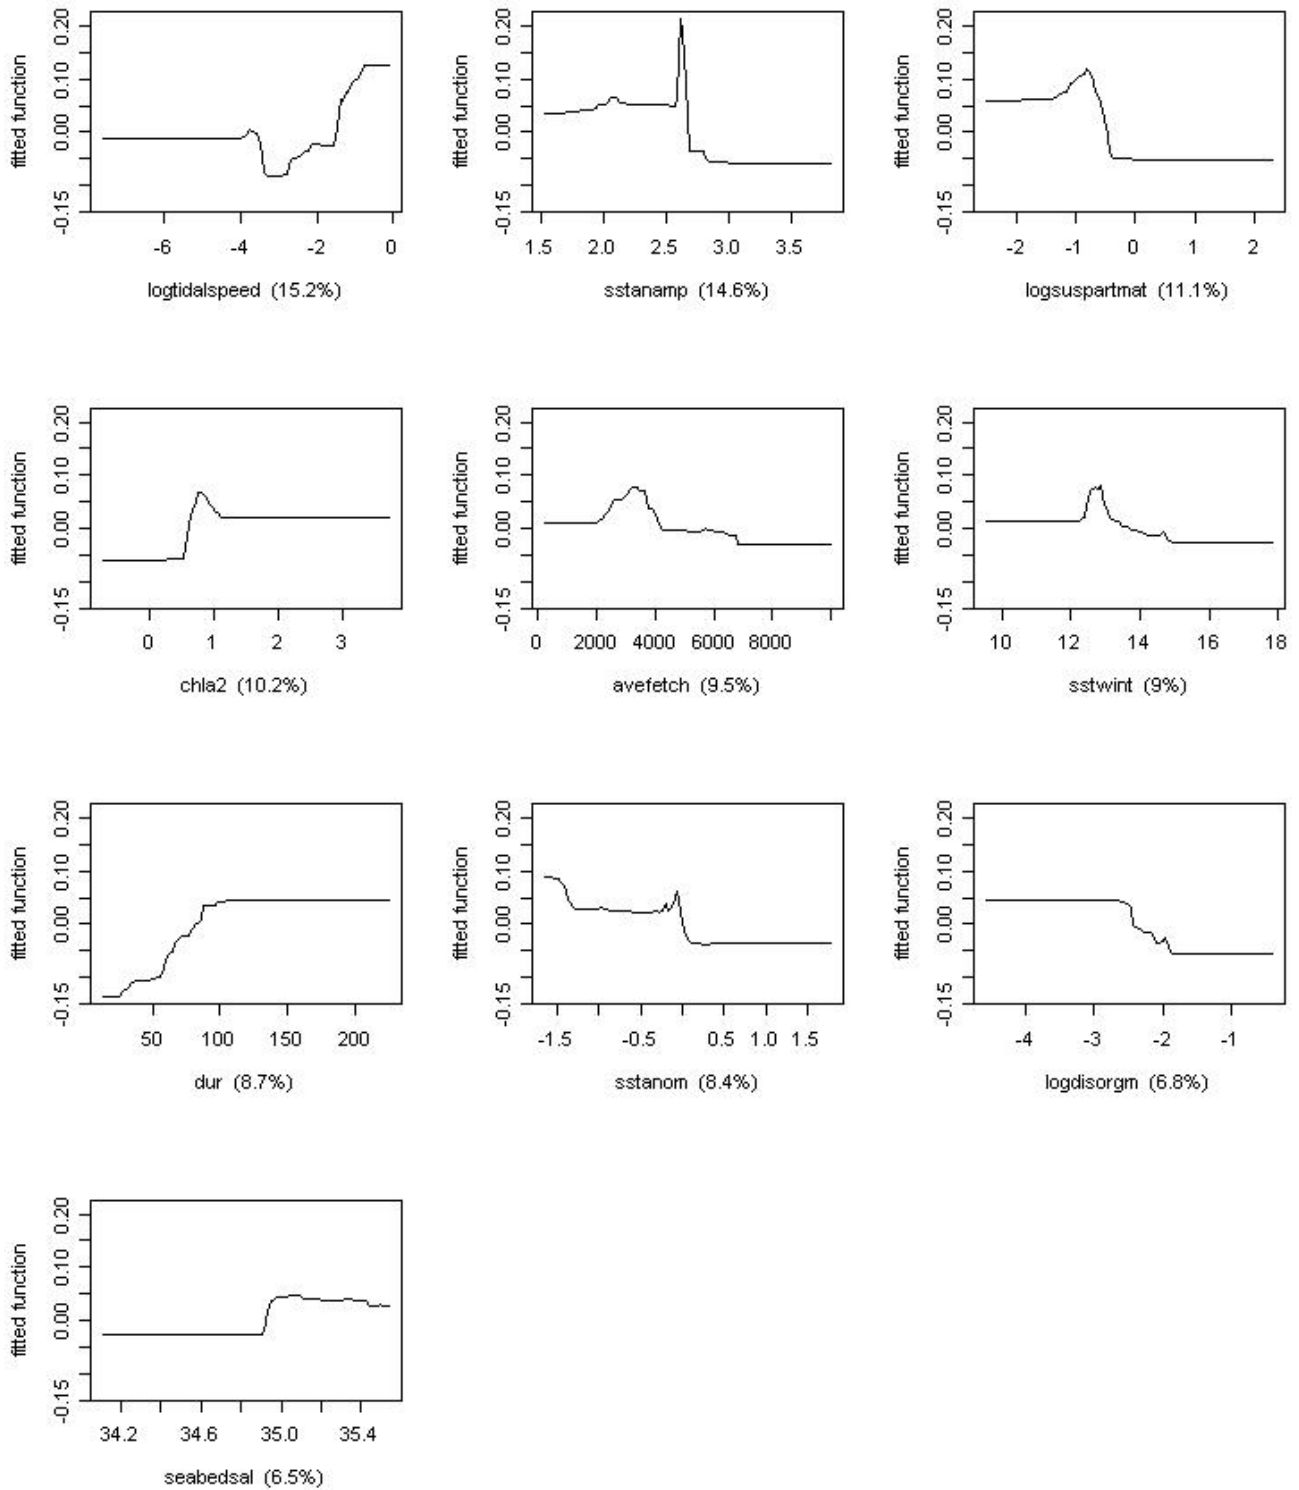 fitted function
0.20
0.10
0.00
-0.15
-6 -4 -2 0
logtidalspeed (15.2%)
fitted function
0.20
0.10
0.00
-0.15
1.5 2.0 2.5 3.0 3.5
sstanamp (14.6%)
fitted function
0.20
0.10
0.00
-0.15
-2 -1 0 1 2
logsuspartmat (11.1%)
fitted function
0.20
0.10
0.00
-0.15
0 1 2 3
chla2 (10.2%)
fitted function
0.20
0.10
0.00
-0.15
0 2000 4000 6000 8000
avefetch (9.5%)
fitted function
0.20
0.10
0.00
-0.15
10 12 14 16 18
sstwint (9%)
fitted function
0.20
0.10
0.00
-0.15
50 100 150 200
dur (8.7%)
fitted function
0.20
0.10
0.00
-0.15
-1.5 -0.5 0.5 1.0 1.5
sstanom (8.4%)
fitted function
0.20
0.10
0.00
-0.15
-4 -3 -2 -1
logdisorgm (6.8%)
fitted function
0.20
0.10
0.00
-0.15
34.2 34.6 35.0 35.4
seabedsal (6.5%)